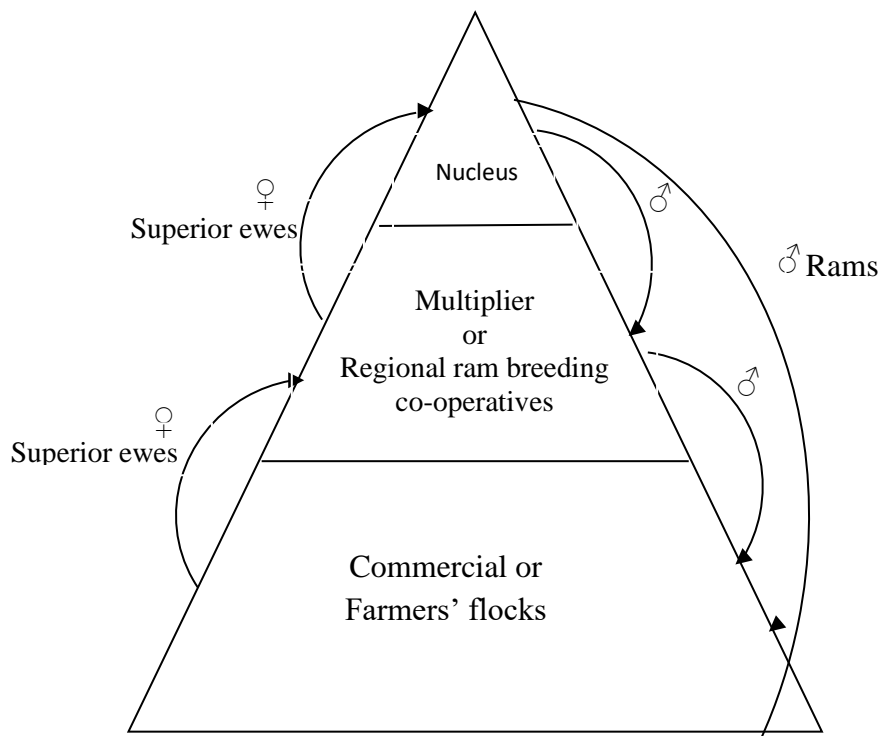 Nucleus
♀
Superior ewes
♂
♂ Rams
Multiplier
or
Regional ram breeding
co-operatives
♂
♀
Superior ewes
Commercial or
Farmers' flocks